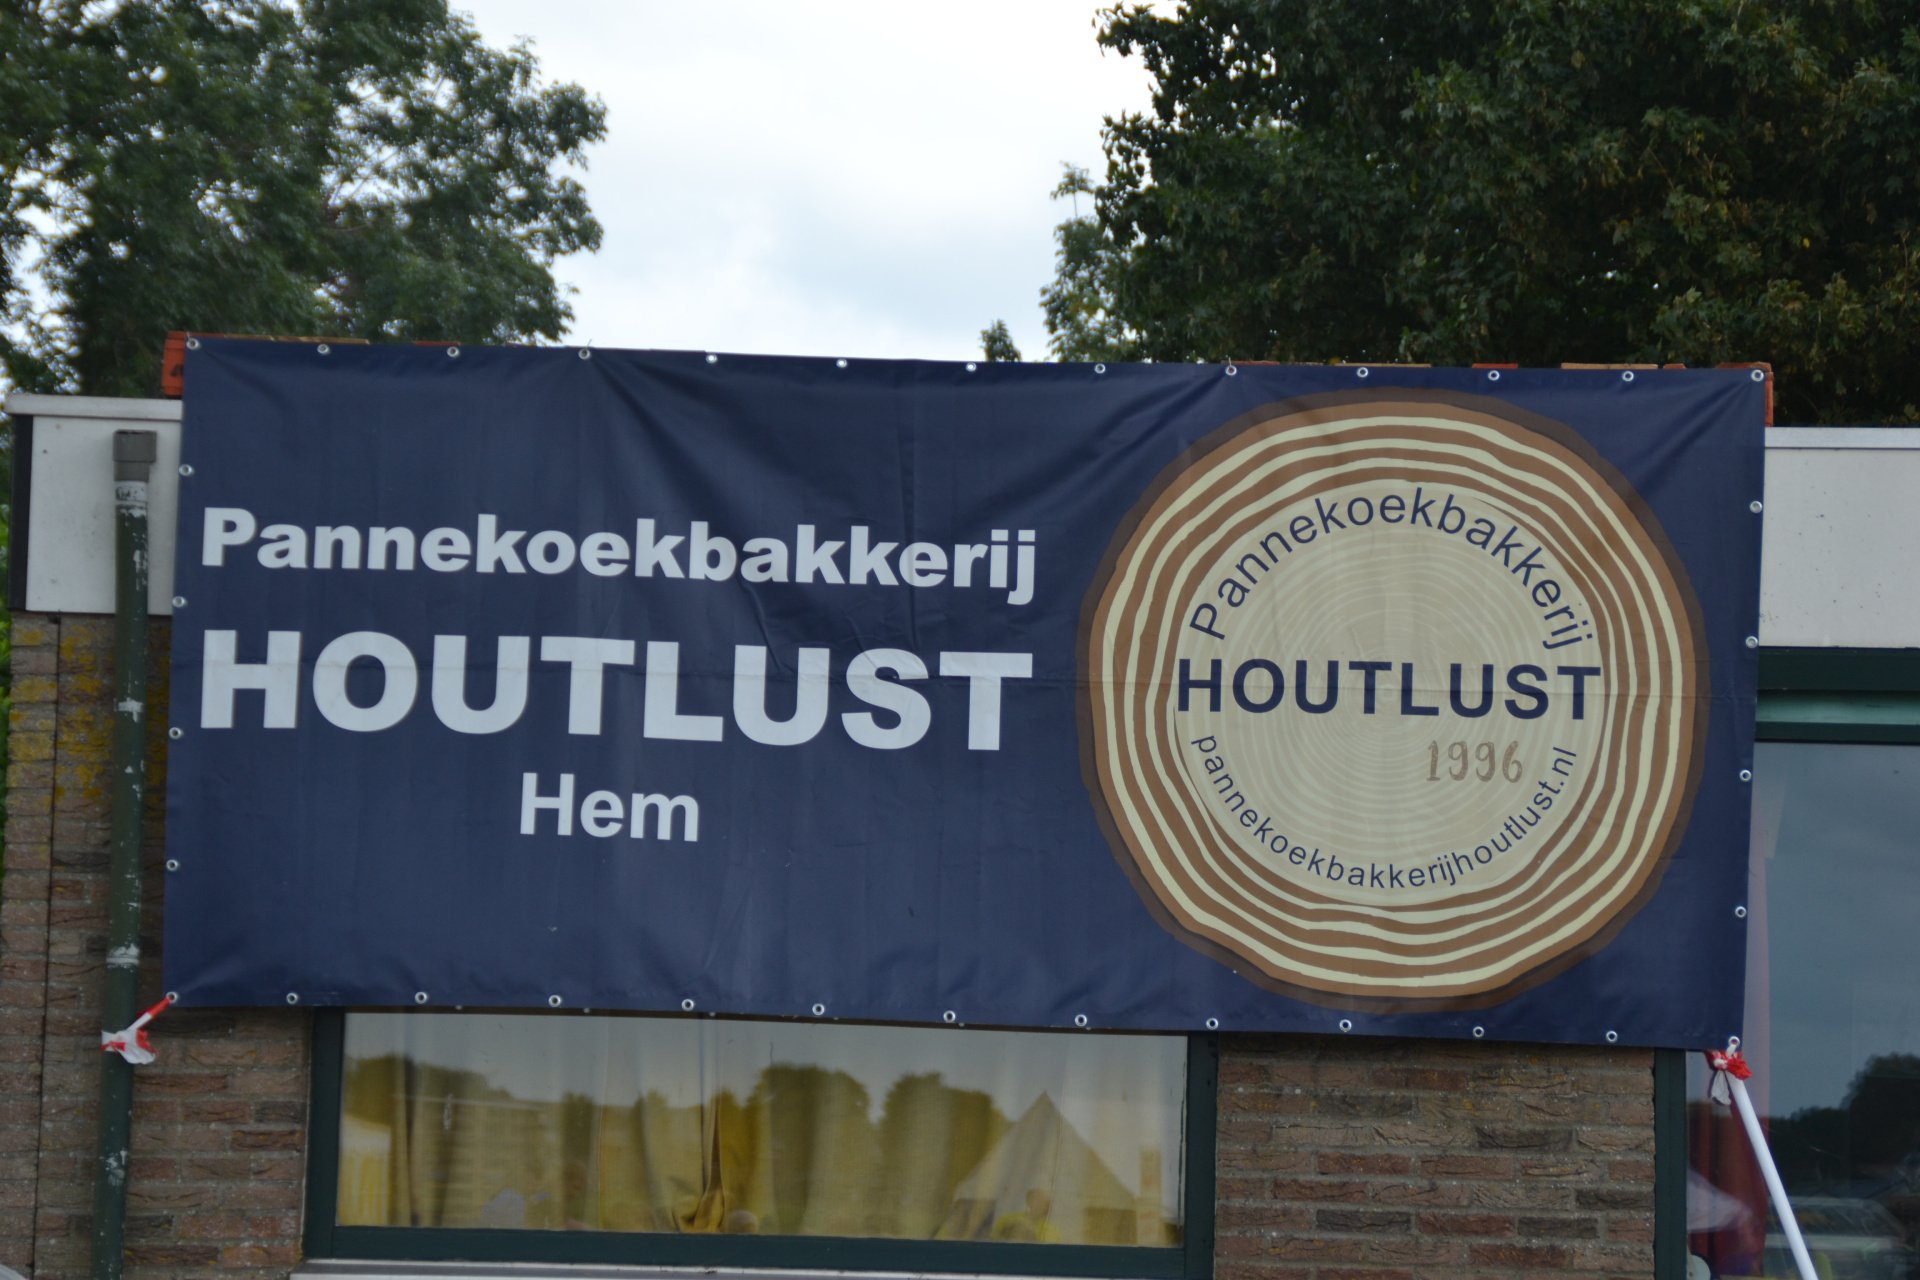 Pannekoekbakkerij
HOUTLUST
Hem
Pannekoekbakkerij
HOUTLUST
1996
pannekoekbakkerijhoutlust.nl